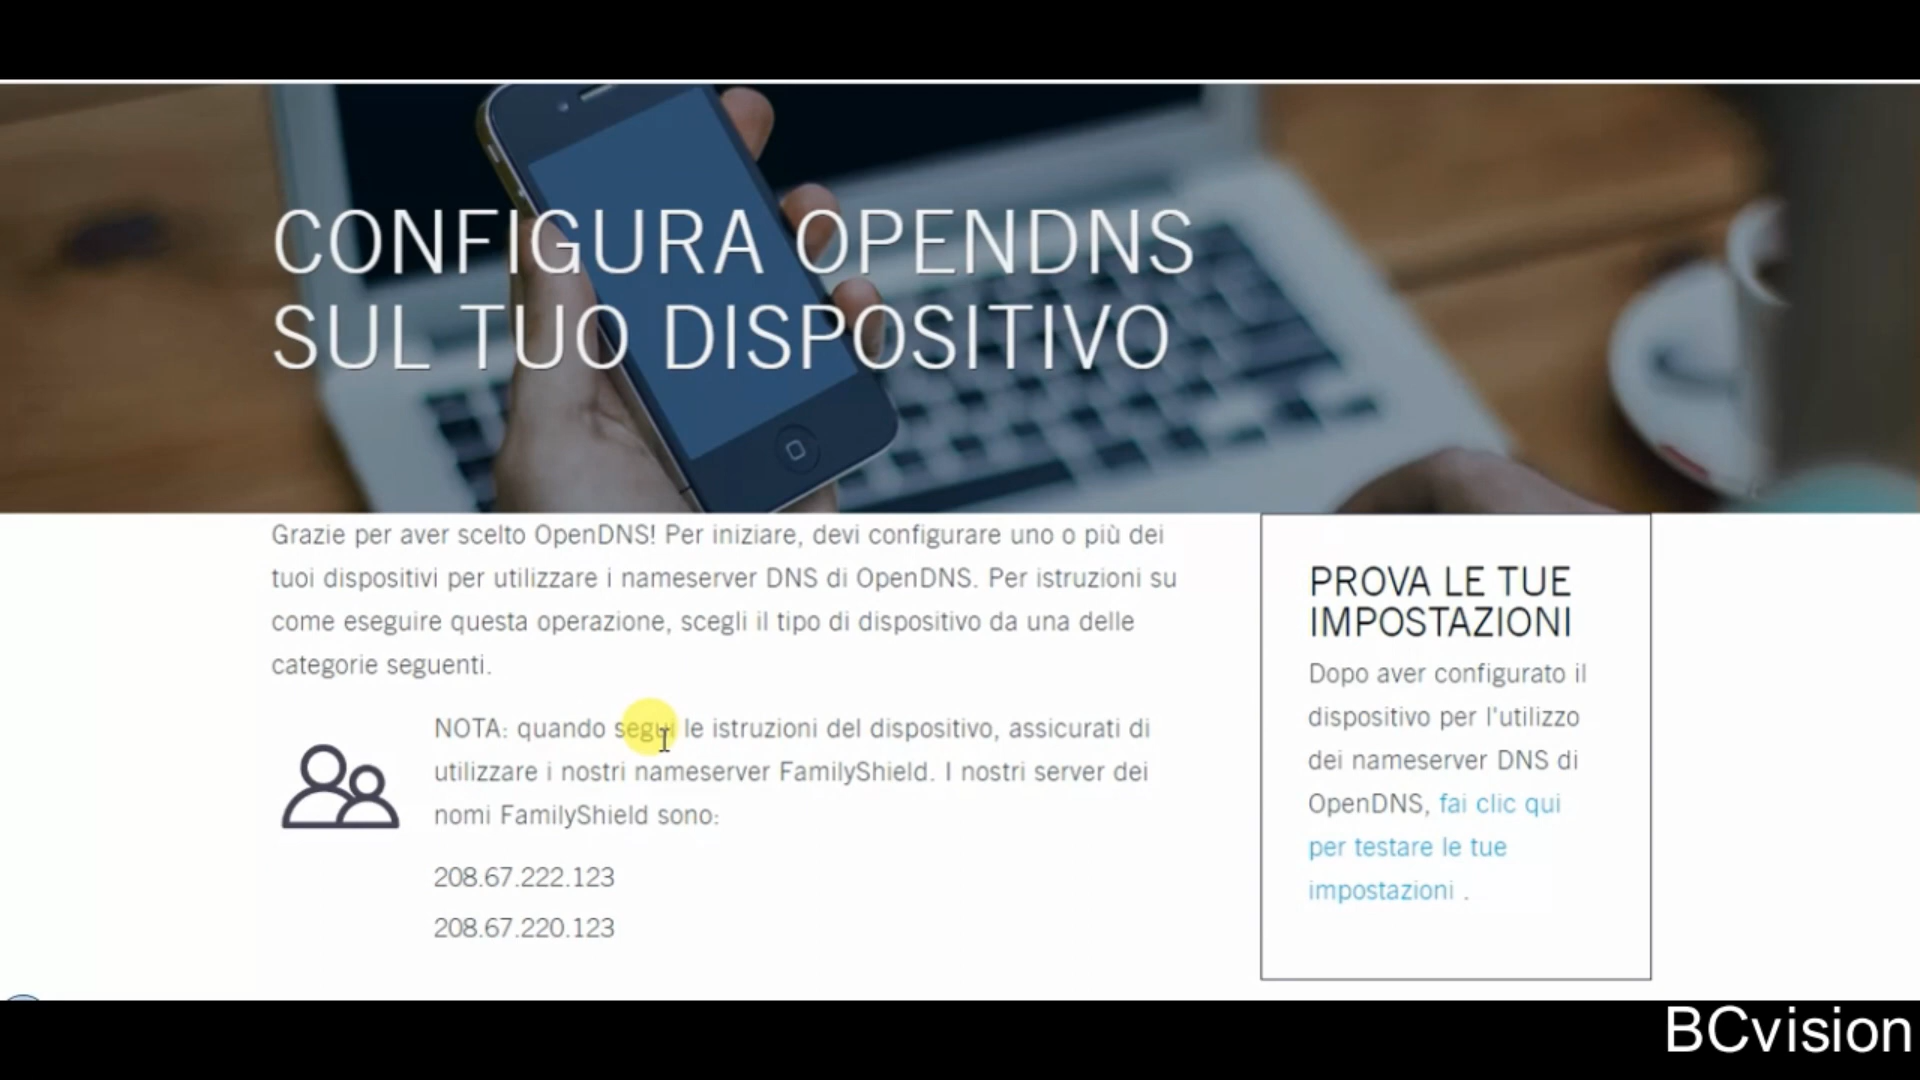 CONFIGURA OPENDNS
SUL TUO DISPOSITIVO
Grazie per aver scelto OpenDNS! Per iniziare, devi configurare uno o più dei
tuoi dispositivi per utilizzare i nameserver DNS di OpenDNS. Per istruzioni su
come eseguire questa operazione, scegli il tipo di dispositivo da una delle
categorie seguenti.
NOTA: quando segui le istruzioni del dispositivo, assicurati di
utilizzare i nostri nameserver FamilyShield. I nostri server dei
nomi FamilyShield sono:
208.67.222.123
208.67.220.123
PROVA LE TUE
IMPOSTAZIONI
Dopo aver configurato il
dispositivo per l'utilizzo
dei nameserver DNS di
OpenDNS, fai clic qui
per testare le tue
impostazioni .
BCvision